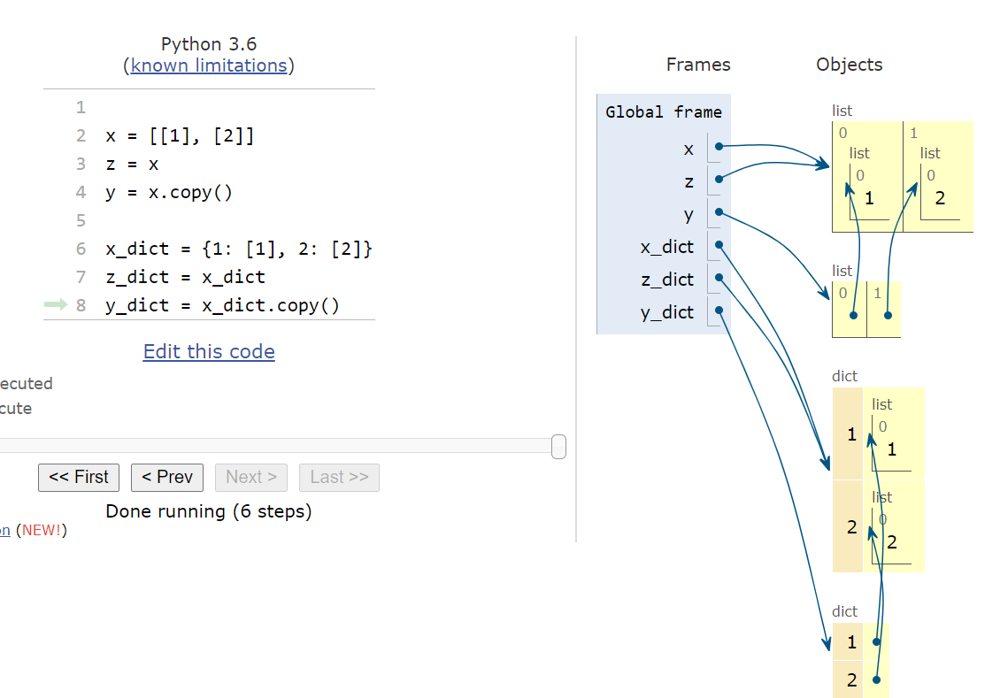 Python 3.6
(known limitations)
1
2 x = [[1], [2]]
3 z = x
4 y = x.copy()
5
6 x_dict = {1: [1], 2: [2]}
7 z_dict = x_dict
8 y_dict = x_dict.copy()
Edit this code
ecuted
cute
<< First < Prev Next > Last >>
Done running (6 steps)
on (NEW!)
Frames Objects
Global frame
x
z
y
x_dict
z_dict
y_dict
list
0 1
list list
0 0
1 2
list
0 1
dict
list
0
1 1
list
0
2 2
dict
1
2